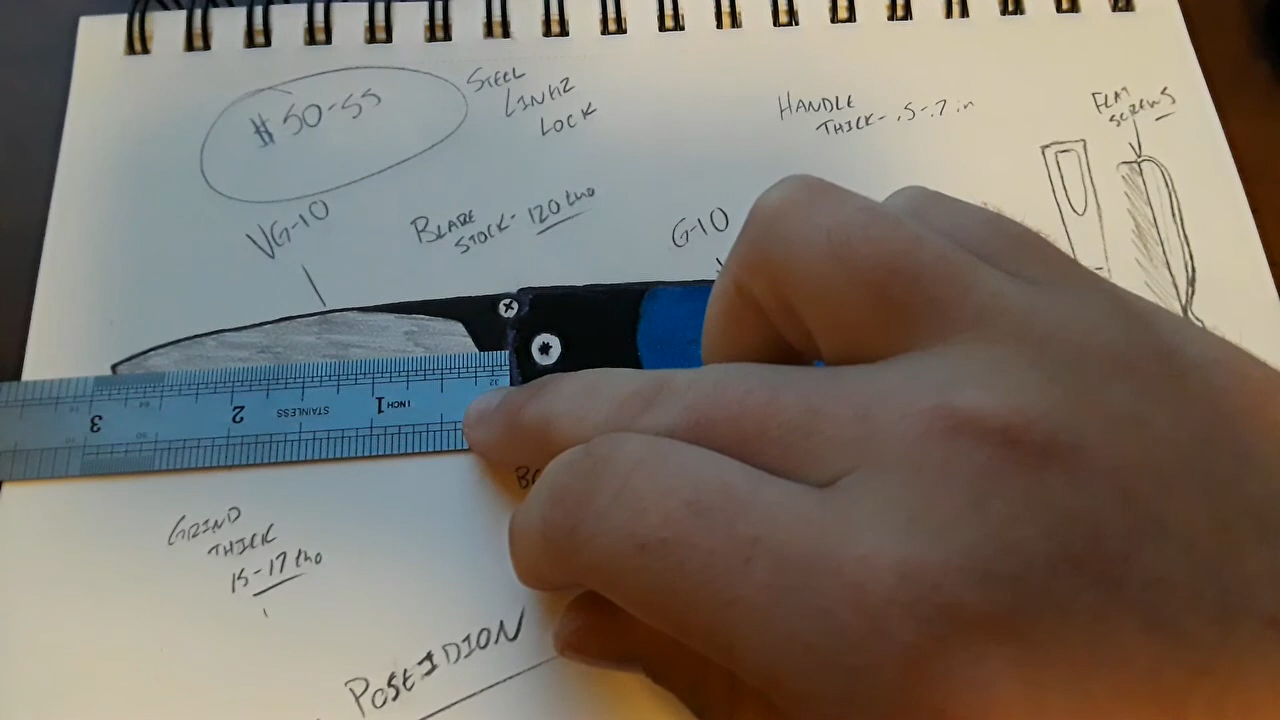 $50-55
STEEL
LINER
LOCK
HANDLE
THICK- .5-.7 in
FLAT
SCREWS
VG-10
BLADE
STOCK- 120 tho
G-10
32
1 INCH
STAINLESS
2
3
GRIND
THICK
15-17 tho
POSEIDION